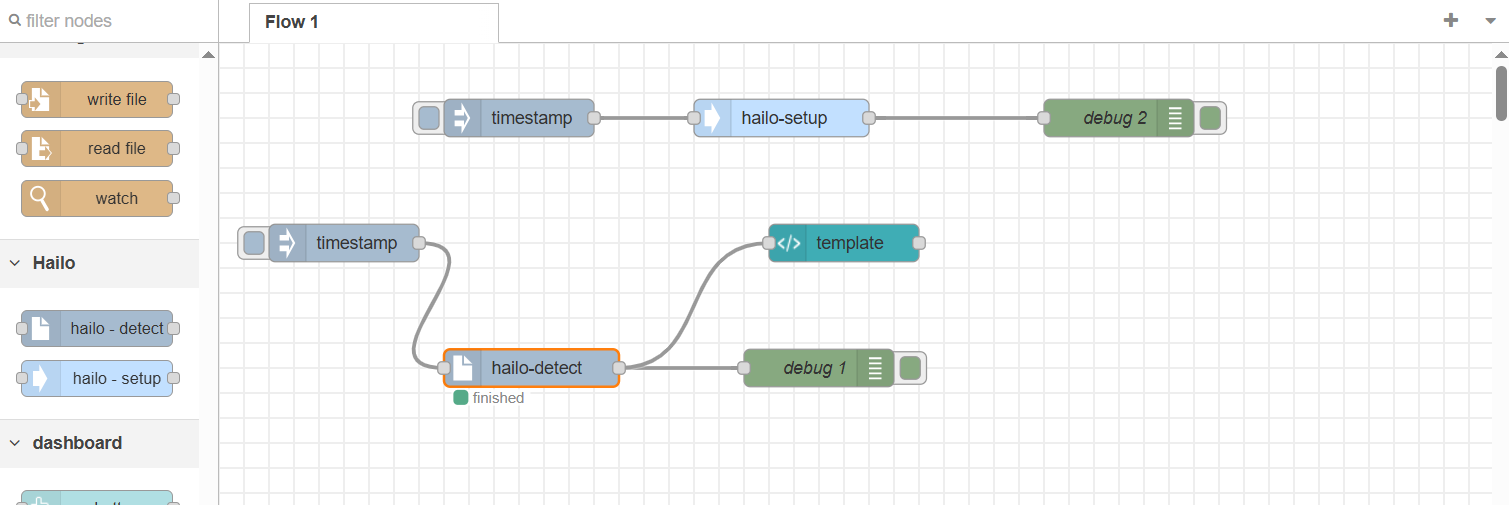 filter nodes
Flow 1
write file
read file
watch
Hailo
hailo - detect
hailo - setup
dashboard
timestamp
hailo-setup
debug 2
timestamp
template
hailo-detect
debug 1
finished